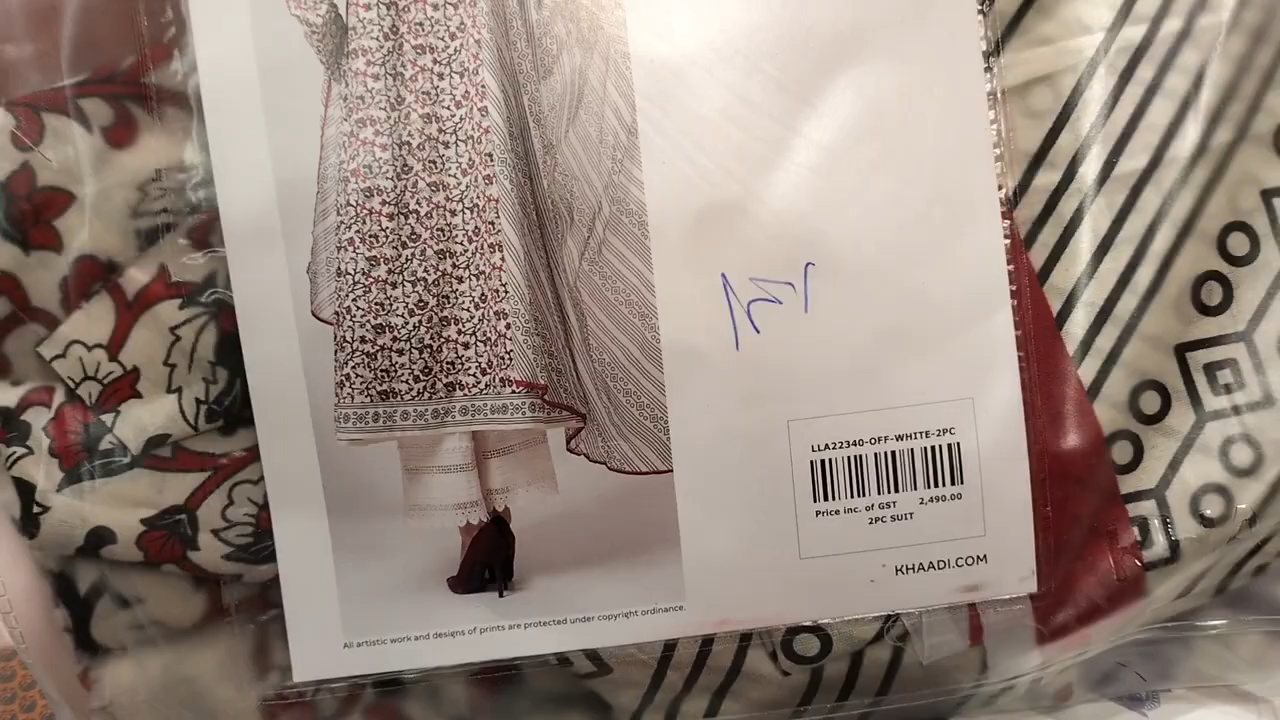 LLA22340-OFF-WHITE-2PC
Price inc. of GST 2,490.00
2PC SUIT
KHAADI.COM
All artistic work and designs of prints are protected under copyright ordinance.